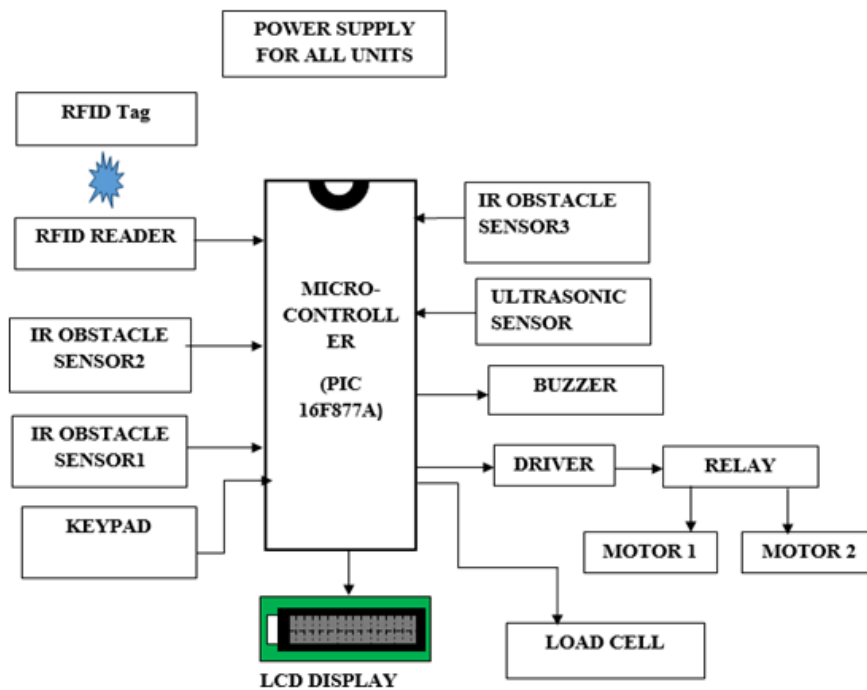 POWER SUPPLY
FOR ALL UNITS
RFID Tag
RFID READER
IR OBSTACLE
SENSOR2
IR OBSTACLE
SENSOR1
KEYPAD
MICRO-
CONTROLL
ER
(PIC
16F877A)
IR OBSTACLE
SENSOR3
ULTRASONIC
SENSOR
BUZZER
DRIVER
RELAY
MOTOR 1
MOTOR 2
LOAD CELL
LCD DISPLAY